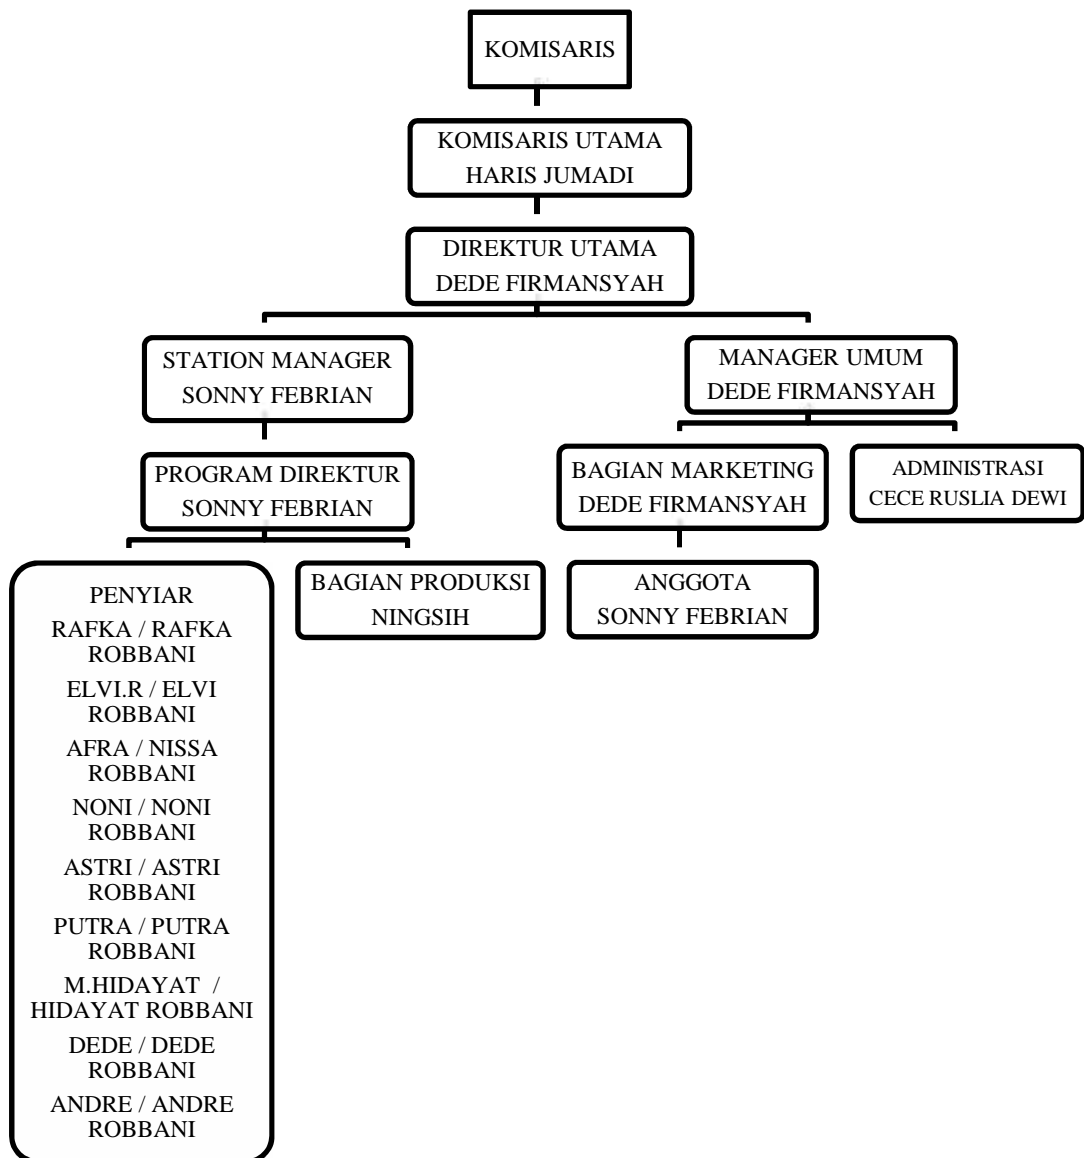 KOMISARIS
KOMISARIS UTAMA
HARIS JUMADI
DIREKTUR UTAMA
DEDE FIRMANSYAH
STATION MANAGER
SONNY FEBRIAN
MANAGER UMUM
DEDE FIRMANSYAH
PROGRAM DIREKTUR
SONNY FEBRIAN
BAGIAN MARKETING
DEDE FIRMANSYAH
ADMINISTRASI
CECE RUSLIA DEWI
PENYIAR
RAFKA / RAFKA
ROBBANI
ELVI.R / ELVI
ROBBANI
AFRA / NISSA
ROBBANI
NONI / NONI
ROBBANI
ASTRI / ASTRI
ROBBANI
PUTRA / PUTRA
ROBBANI
M.HIDAYAT /
HIDAYAT ROBBANI
DEDE / DEDE
ROBBANI
ANDRE / ANDRE
ROBBANI
BAGIAN PRODUKSI
NINGSIH
ANGGOTA
SONNY FEBRIAN